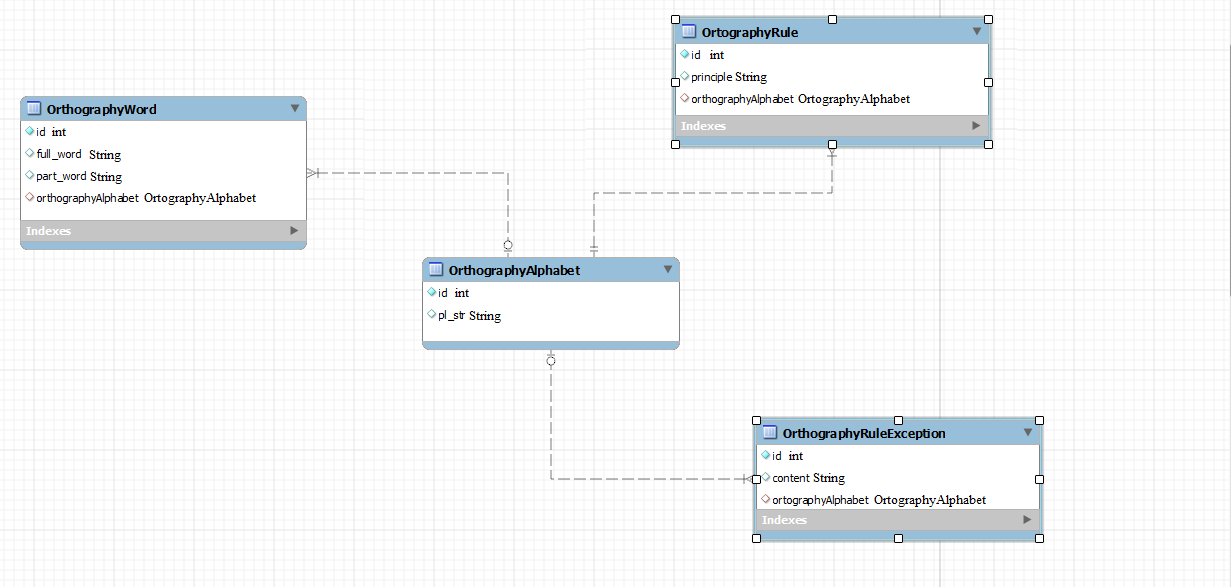 OrtographyRule
id int
principle String
orthographyAlphabet OrtographyAlphabet
Indexes
OrthographyWord
id int
full_word String
part_word String
orthographyAlphabet OrtographyAlphabet
Indexes
OrthographyAlphabet
id int
pl_str String
OrthographyRuleException
id int
content String
ortographyAlphabet OrtographyAlphabet
Indexes